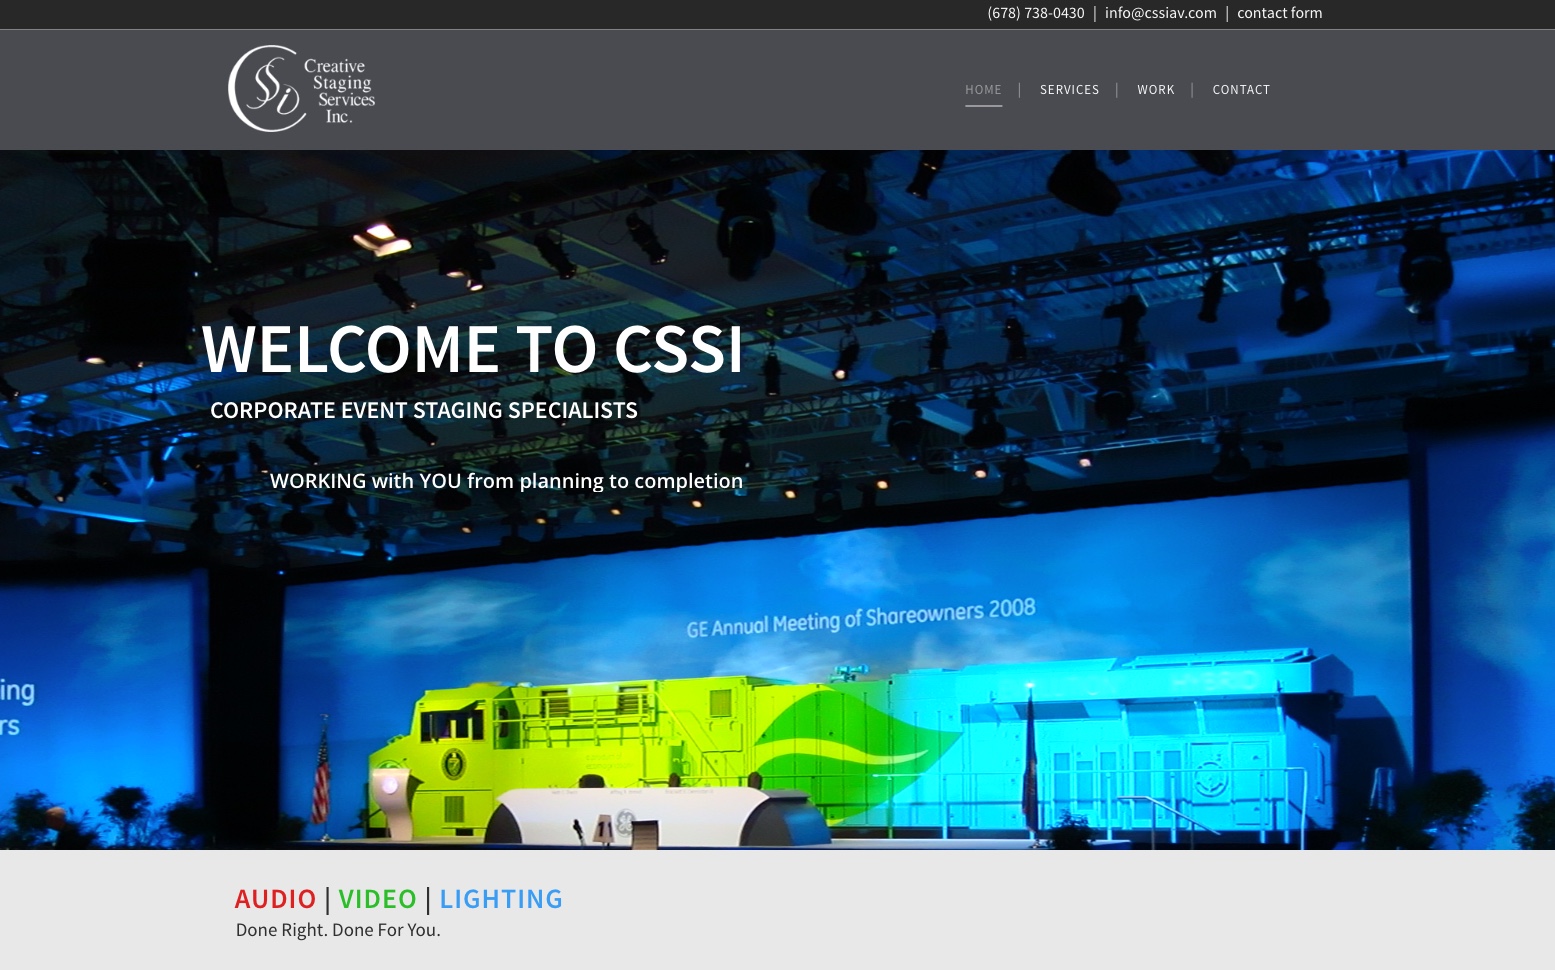 (678) 738-0430 | info@cssiav.com | contact form
Creative
Staging
Services
Inc.
HOME | SERVICES | WORK | CONTACT
WELCOME TO CSSI
CORPORATE EVENT STAGING SPECIALISTS
WORKING with YOU from planning to completion
GE Annual Meeting of Shareowners 2008
ing
rs
11
AUDIO | VIDEO | LIGHTING
Done Right. Done For You.